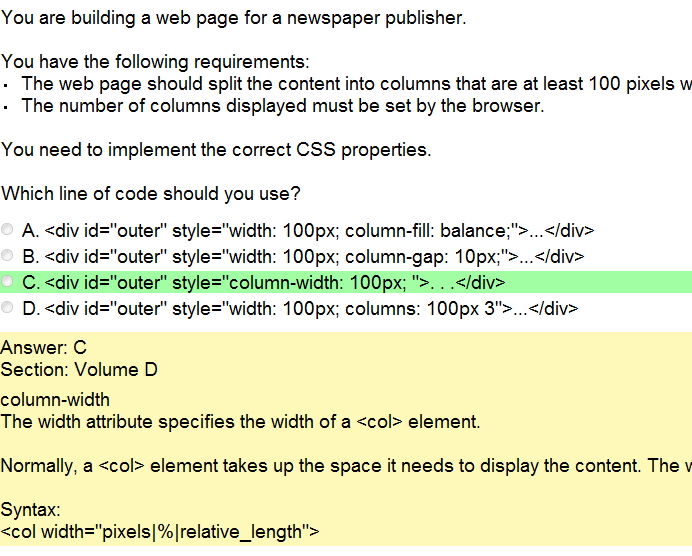 You are building a web page for a newspaper publisher.
You have the following requirements:
· The web page should split the content into columns that are at least 100 pixels w
· The number of columns displayed must be set by the browser.
You need to implement the correct CSS properties.
Which line of code should you use?
A. <div id="outer" style="width: 100px; column-fill: balance;">...</div>
B. <div id="outer" style="width: 100px; column-gap: 10px;">...</div>
C. <div id="outer" style="column-width: 100px; ">. . .</div>
D. <div id="outer" style="width: 100px; columns: 100px 3">...</div>
Answer: C
Section: Volume D
column-width
The width attribute specifies the width of a <col> element.
Normally, a <col> element takes up the space it needs to display the content. The w
Syntax:
<col width="pixels|%|relative_length">